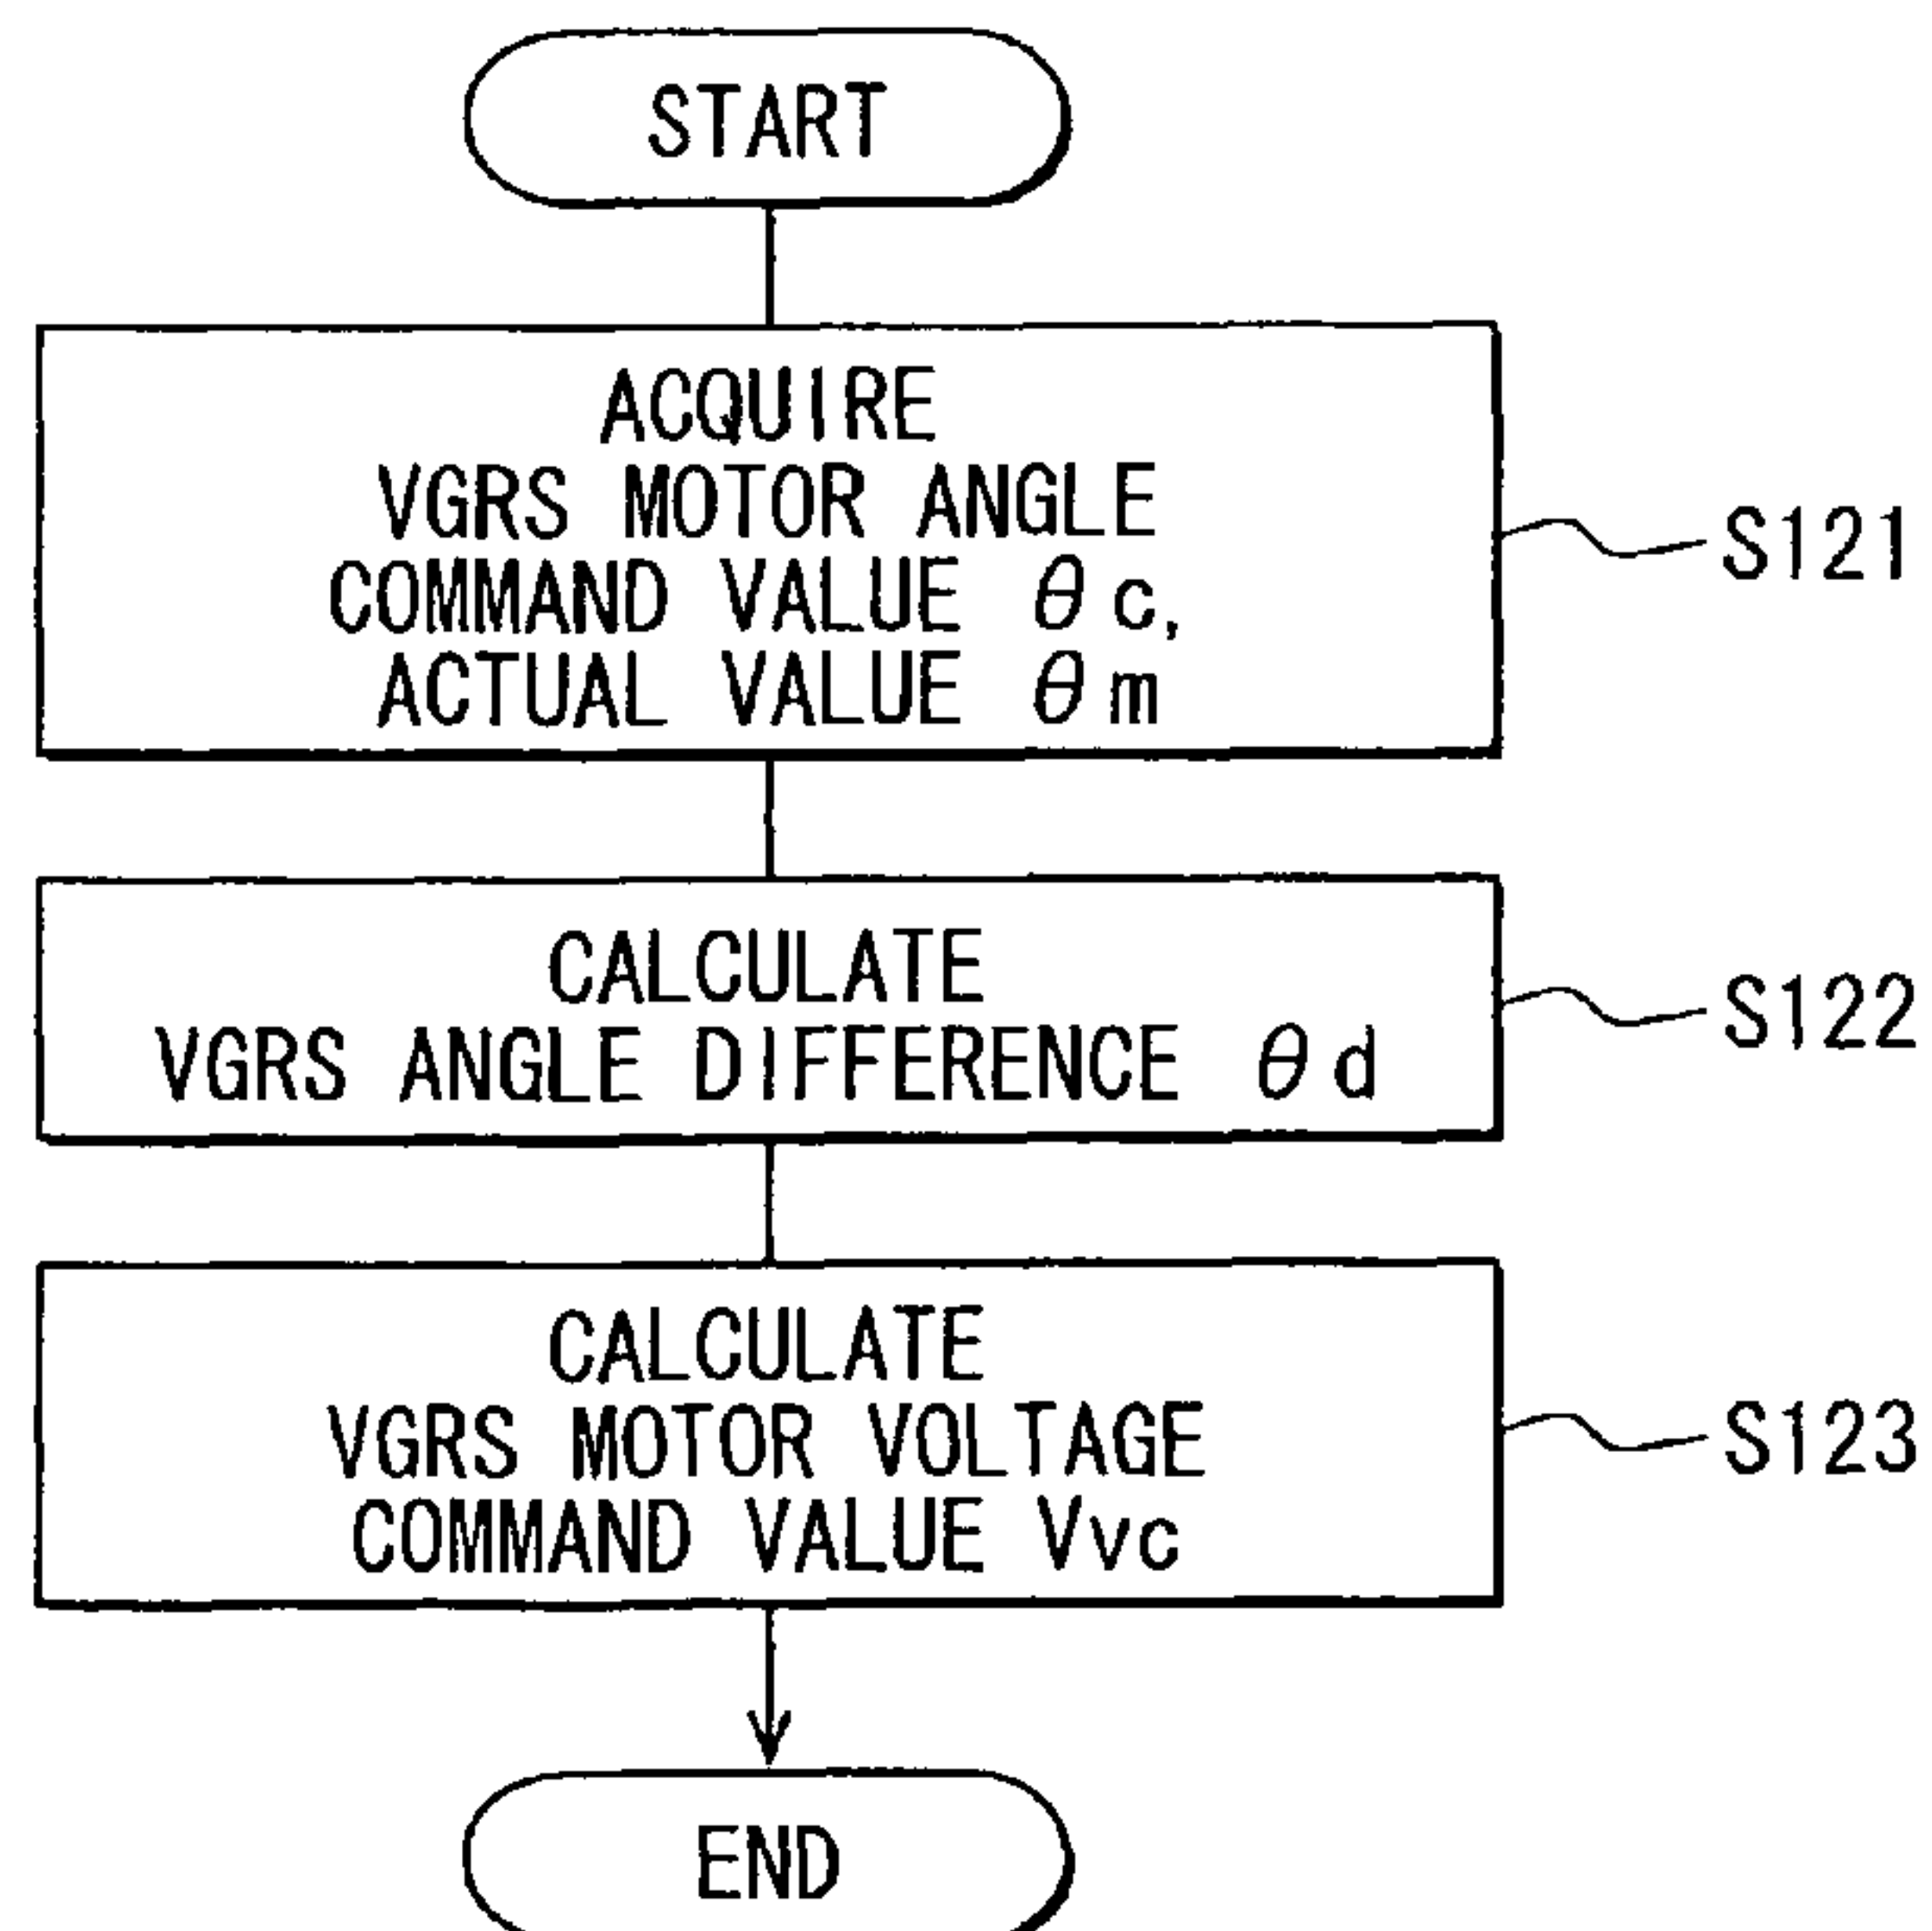 START
ACQUIRE
VGRS MOTOR ANGLE
COMMAND VALUE θc,
ACTUAL VALUE θm
S121
CALCULATE
VGRS ANGLE DIFFERENCE θd
S122
CALCULATE
VGRS MOTOR VOLTAGE
COMMAND VALUE Vvc
S123
END